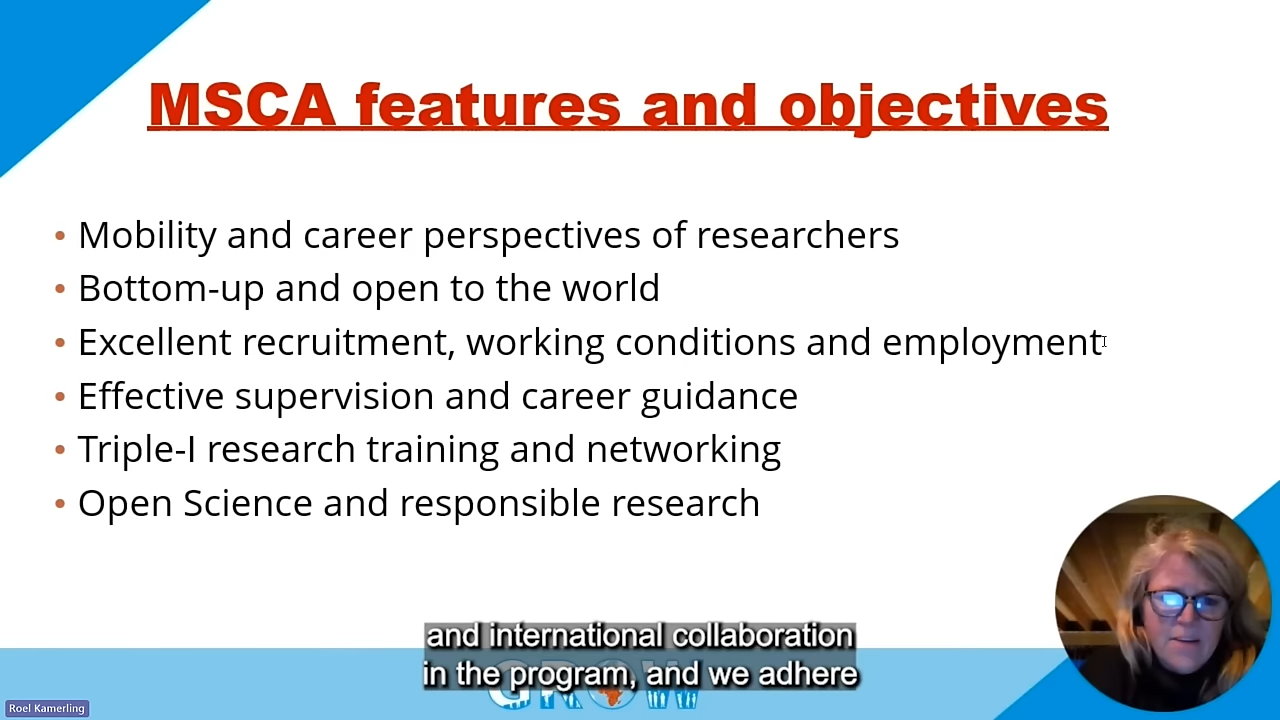 MSCA features and objectives
• Mobility and career perspectives of researchers
• Bottom-up and open to the world
• Excellent recruitment, working conditions and employment
• Effective supervision and career guidance
• Triple-I research training and networking
• Open Science and responsible research
and international collaboration
in the program, and we adhere
GROW
Roel Kamerling